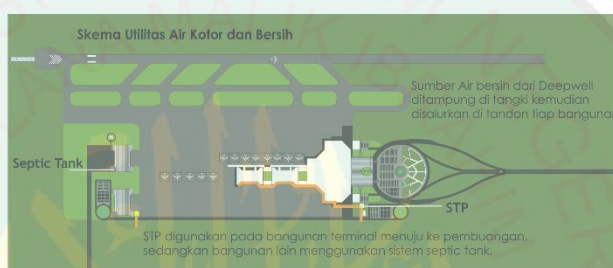 Skema Utilitas Air Kotor dan Bersih
Sumber Air bersih dari Deepwell
ditampung di tangki kemudian
disalurkan di tandon tiap bangunan
Septic Tank
STP
STP digunakan pada bangunan terminal menuju ke pembuangan,
sedangkan bangunan lain menggunakan sistem septic tank.